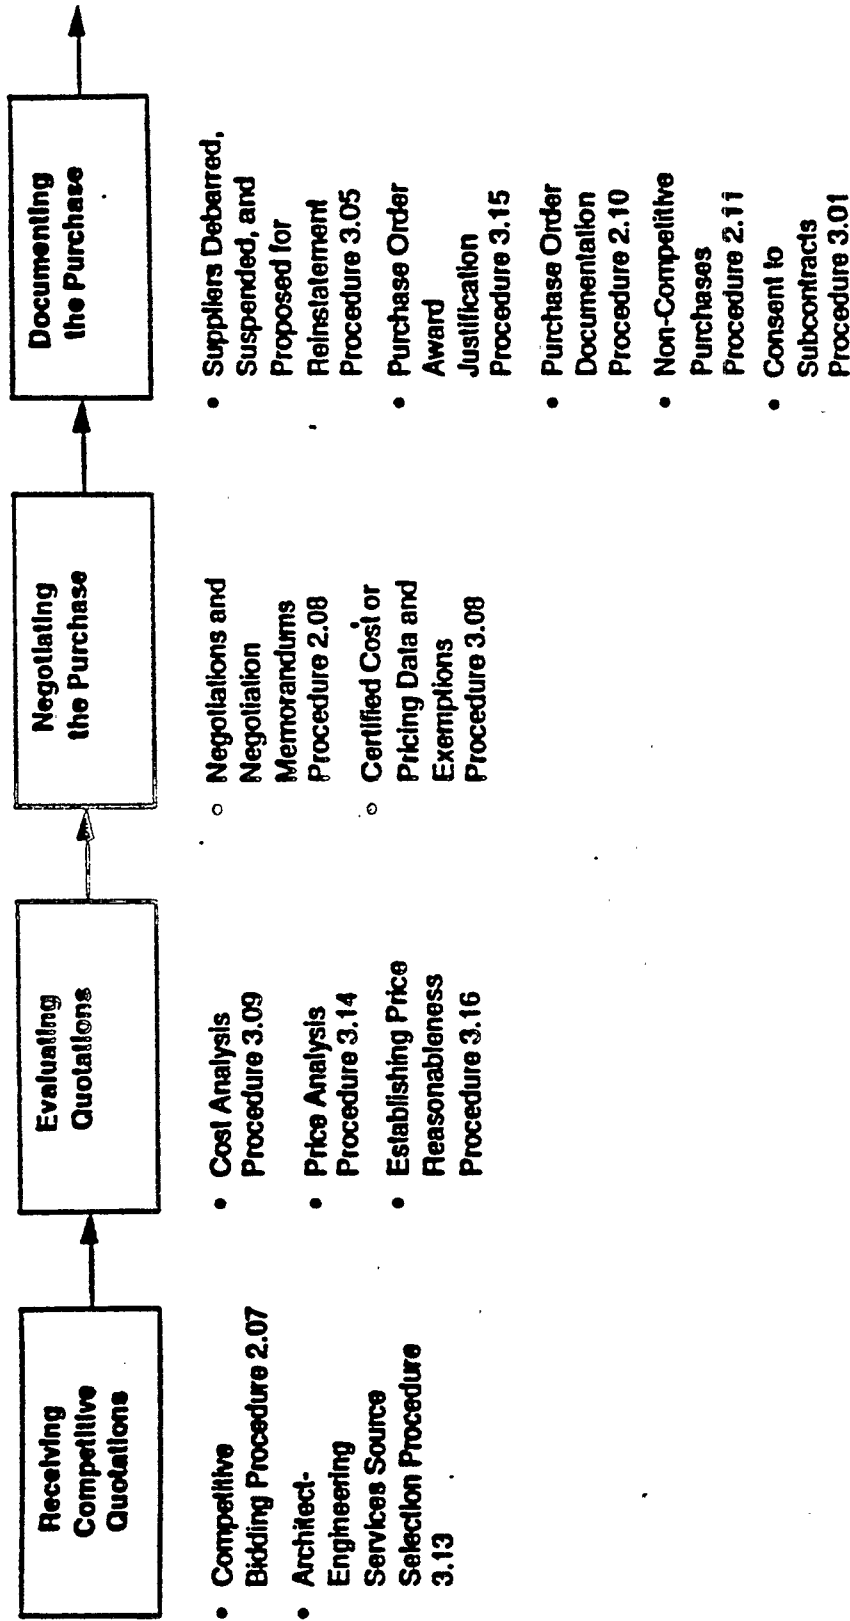 Receiving
Competitive
Quotations
• Competitive
Bidding Procedure 2.07
• Architect-
Engineering
Services Source
Selection Procedure
3.13
Evaluating
Quotations
• Cost Analysis
Procedure 3.09
• Price Analysis
Procedure 3.14
• Establishing Price
Reasonableness
Procedure 3.16
Negotiating
the Purchase
○ Negotiations and
Negotiation
Memorandums
Procedure 2.08
○ Certified Cost or
Pricing Data and
Exemptions
Procedure 3.08
Documenting
the Purchase
• Suppliers Debarred,
Suspended, and
Proposed for
Reinstatement
Procedure 3.05
• Purchase Order
Award
Justification
Procedure 3.15
• Purchase Order
Documentation
Procedure 2.10
• Non-Competitive
Purchases
Procedure 2.11
• Consent to
Subcontracts
Procedure 3.01